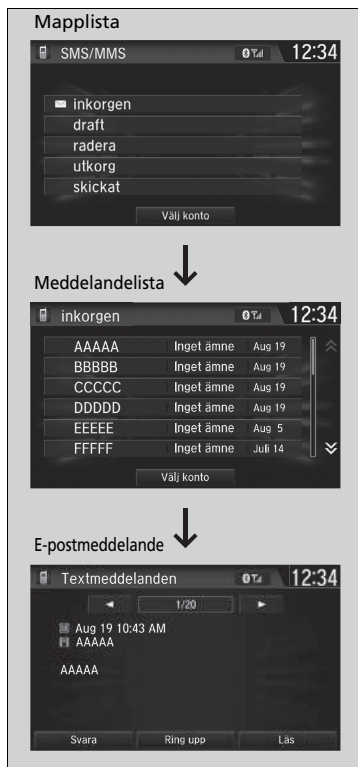 Mapplista
SMS/MMS 12:34
inkorgen
draft
radera
utkorg
skickat
Välj konto
Meddelandelista
inkorgen 12:34
AAAAA Inget ämne Aug 19
BBBBB Inget ämne Aug 19
CCCCC Inget ämne Aug 19
DDDDD Inget ämne Aug 19
EEEEE Inget ämne Aug 5
FFFFF Inget ämne Juli 14
Välj konto
E-postmeddelande
Textmeddelanden 12:34
1/20
Aug 19 10:43 AM
AAAAA
AAAAA
Svara Ring upp Läs